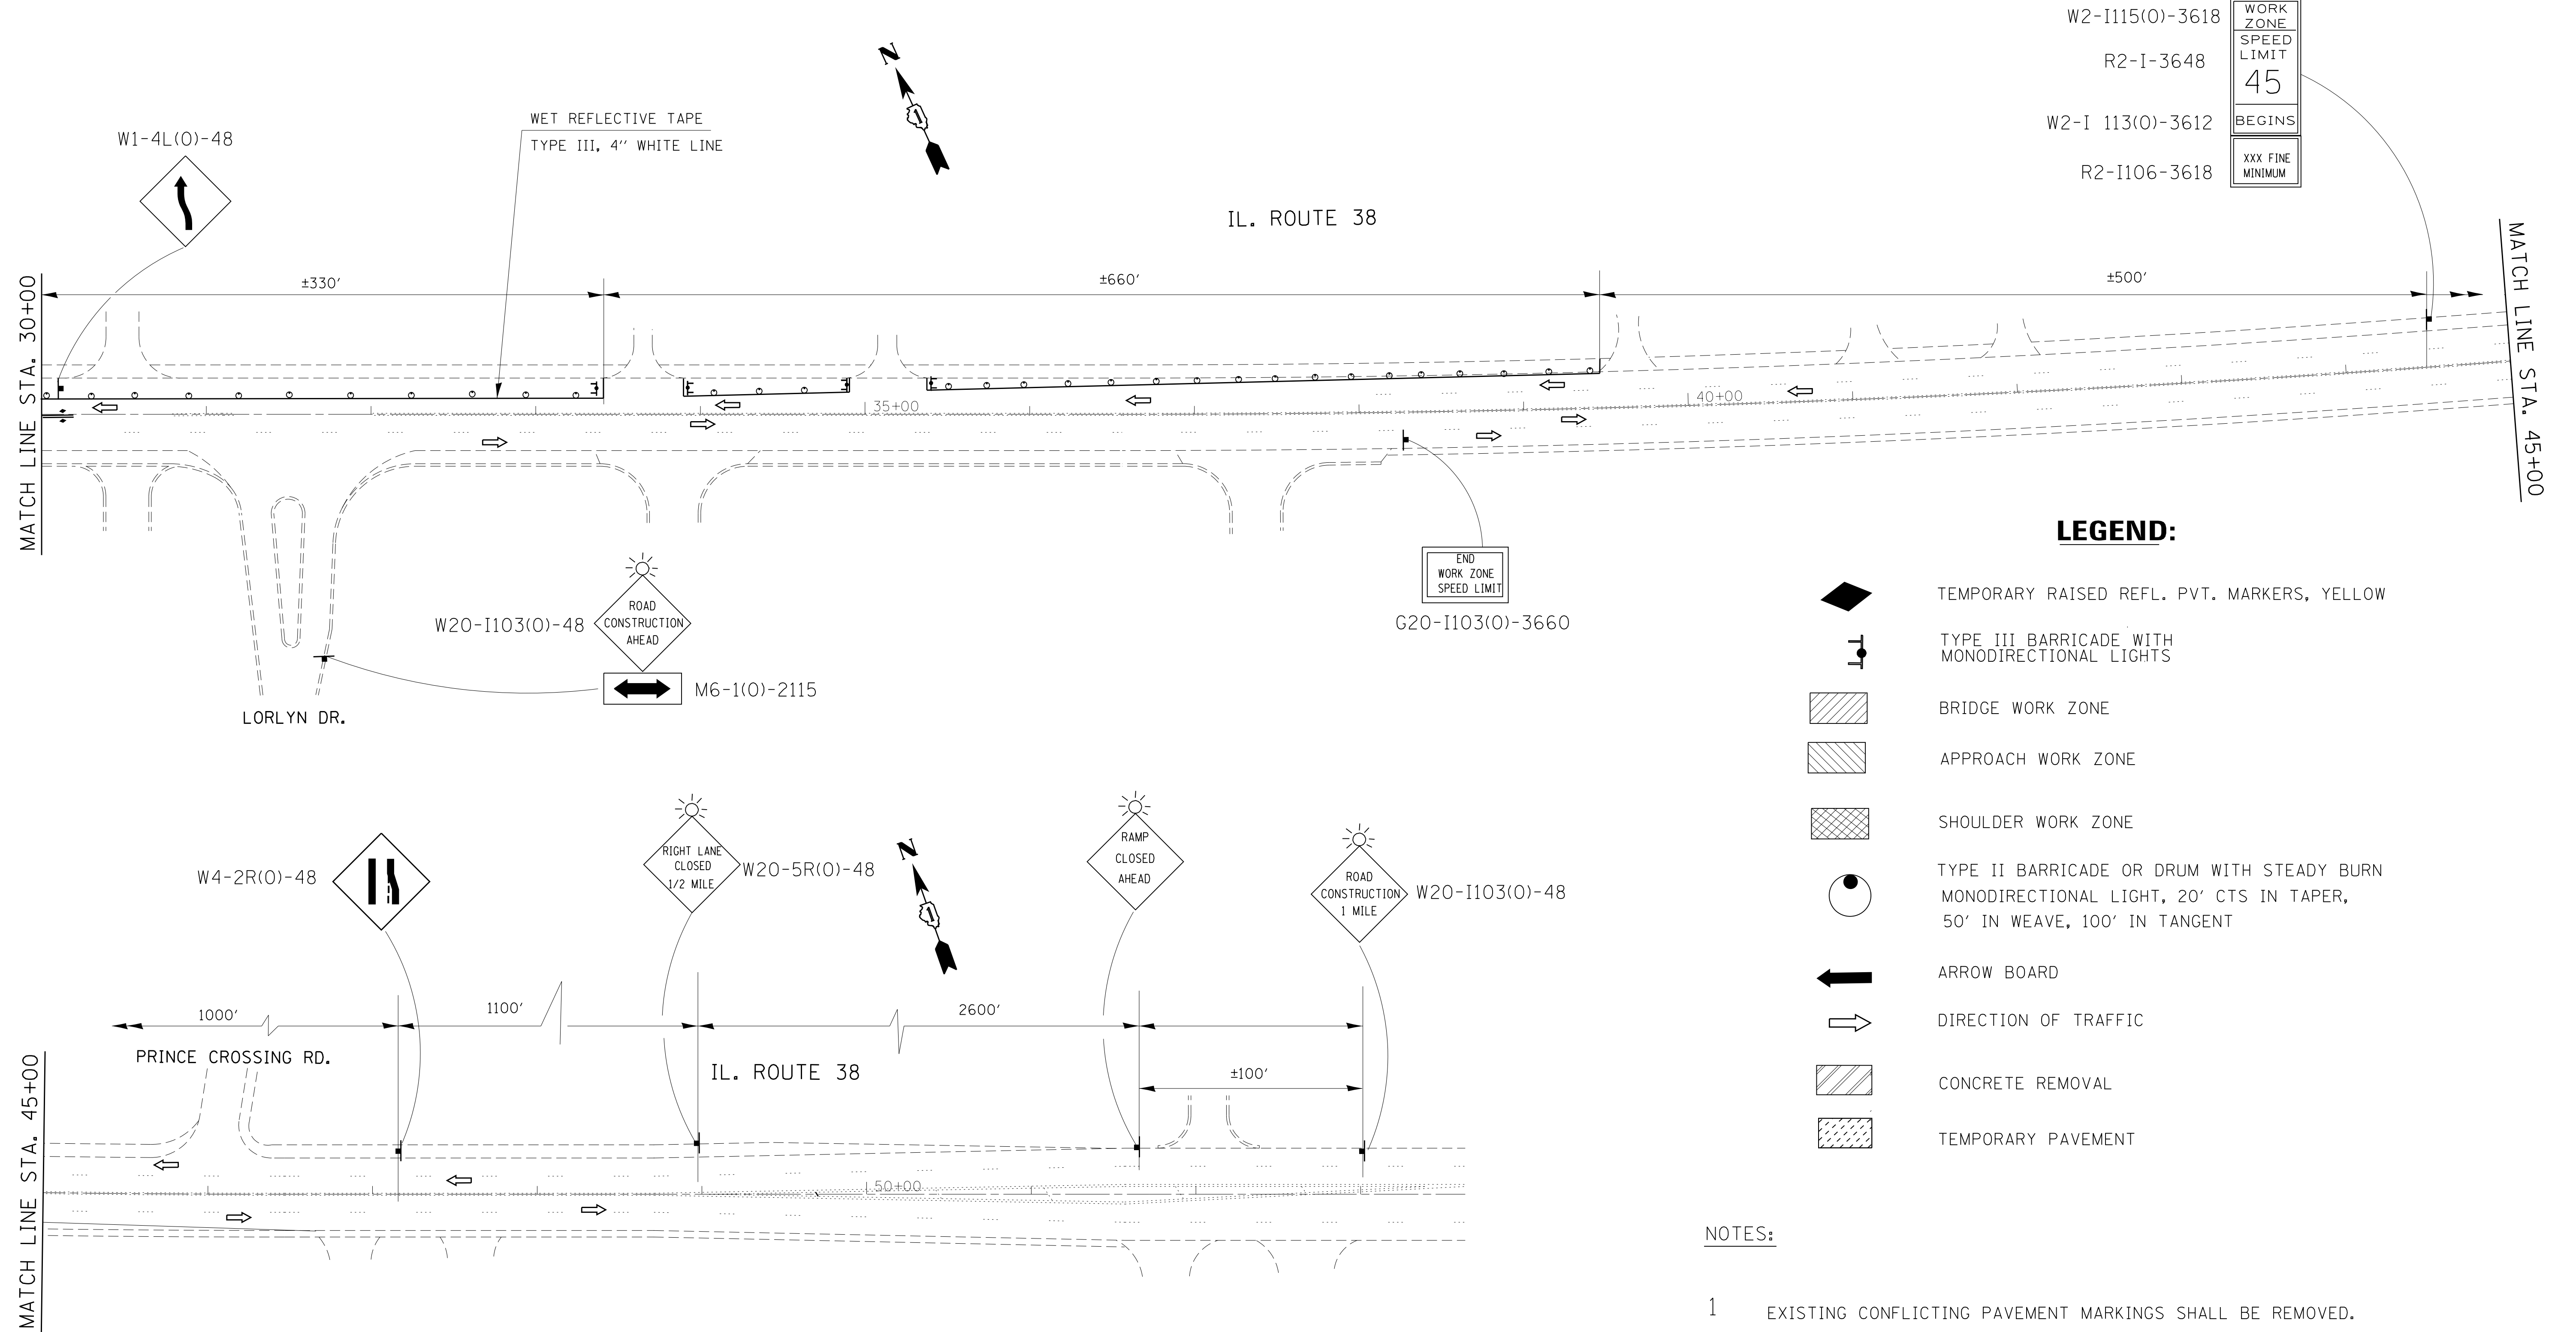 W2-I115(O)-3618
R2-I-3648
W2-I 113(O)-3612
R2-I106-3618
WORK
ZONE
SPEED
LIMIT
45
BEGINS
XXX FINE
MINIMUM
N
1
W1-4L(O)-48
WET REFLECTIVE TAPE
TYPE III, 4'' WHITE LINE
IL. ROUTE 38
±330'
±660'
±500'
MATCH LINE STA. 30+00
MATCH LINE STA. 45+00
35+00
40+00
END
WORK ZONE
SPEED LIMIT
G20-I103(O)-3660
W20-I103(O)-48
ROAD
CONSTRUCTION
AHEAD
M6-1(O)-2115
LORLYN DR.
W4-2R(O)-48
RIGHT LANE
CLOSED
1/2 MILE
W20-5R(O)-48
N
1
RAMP
CLOSED
AHEAD
ROAD
CONSTRUCTION
1 MILE
W20-I103(O)-48
1000'
1100'
2600'
±100'
PRINCE CROSSING RD.
IL. ROUTE 38
MATCH LINE STA. 45+00
50+00
LEGEND:
TEMPORARY RAISED REFL. PVT. MARKERS, YELLOW
TYPE III BARRICADE WITH
MONODIRECTIONAL LIGHTS
BRIDGE WORK ZONE
APPROACH WORK ZONE
SHOULDER WORK ZONE
TYPE II BARRICADE OR DRUM WITH STEADY BURN
MONODIRECTIONAL LIGHT, 20' CTS IN TAPER,
50' IN WEAVE, 100' IN TANGENT
ARROW BOARD
DIRECTION OF TRAFFIC
CONCRETE REMOVAL
TEMPORARY PAVEMENT
NOTES:
1 EXISTING CONFLICTING PAVEMENT MARKINGS SHALL BE REMOVED.